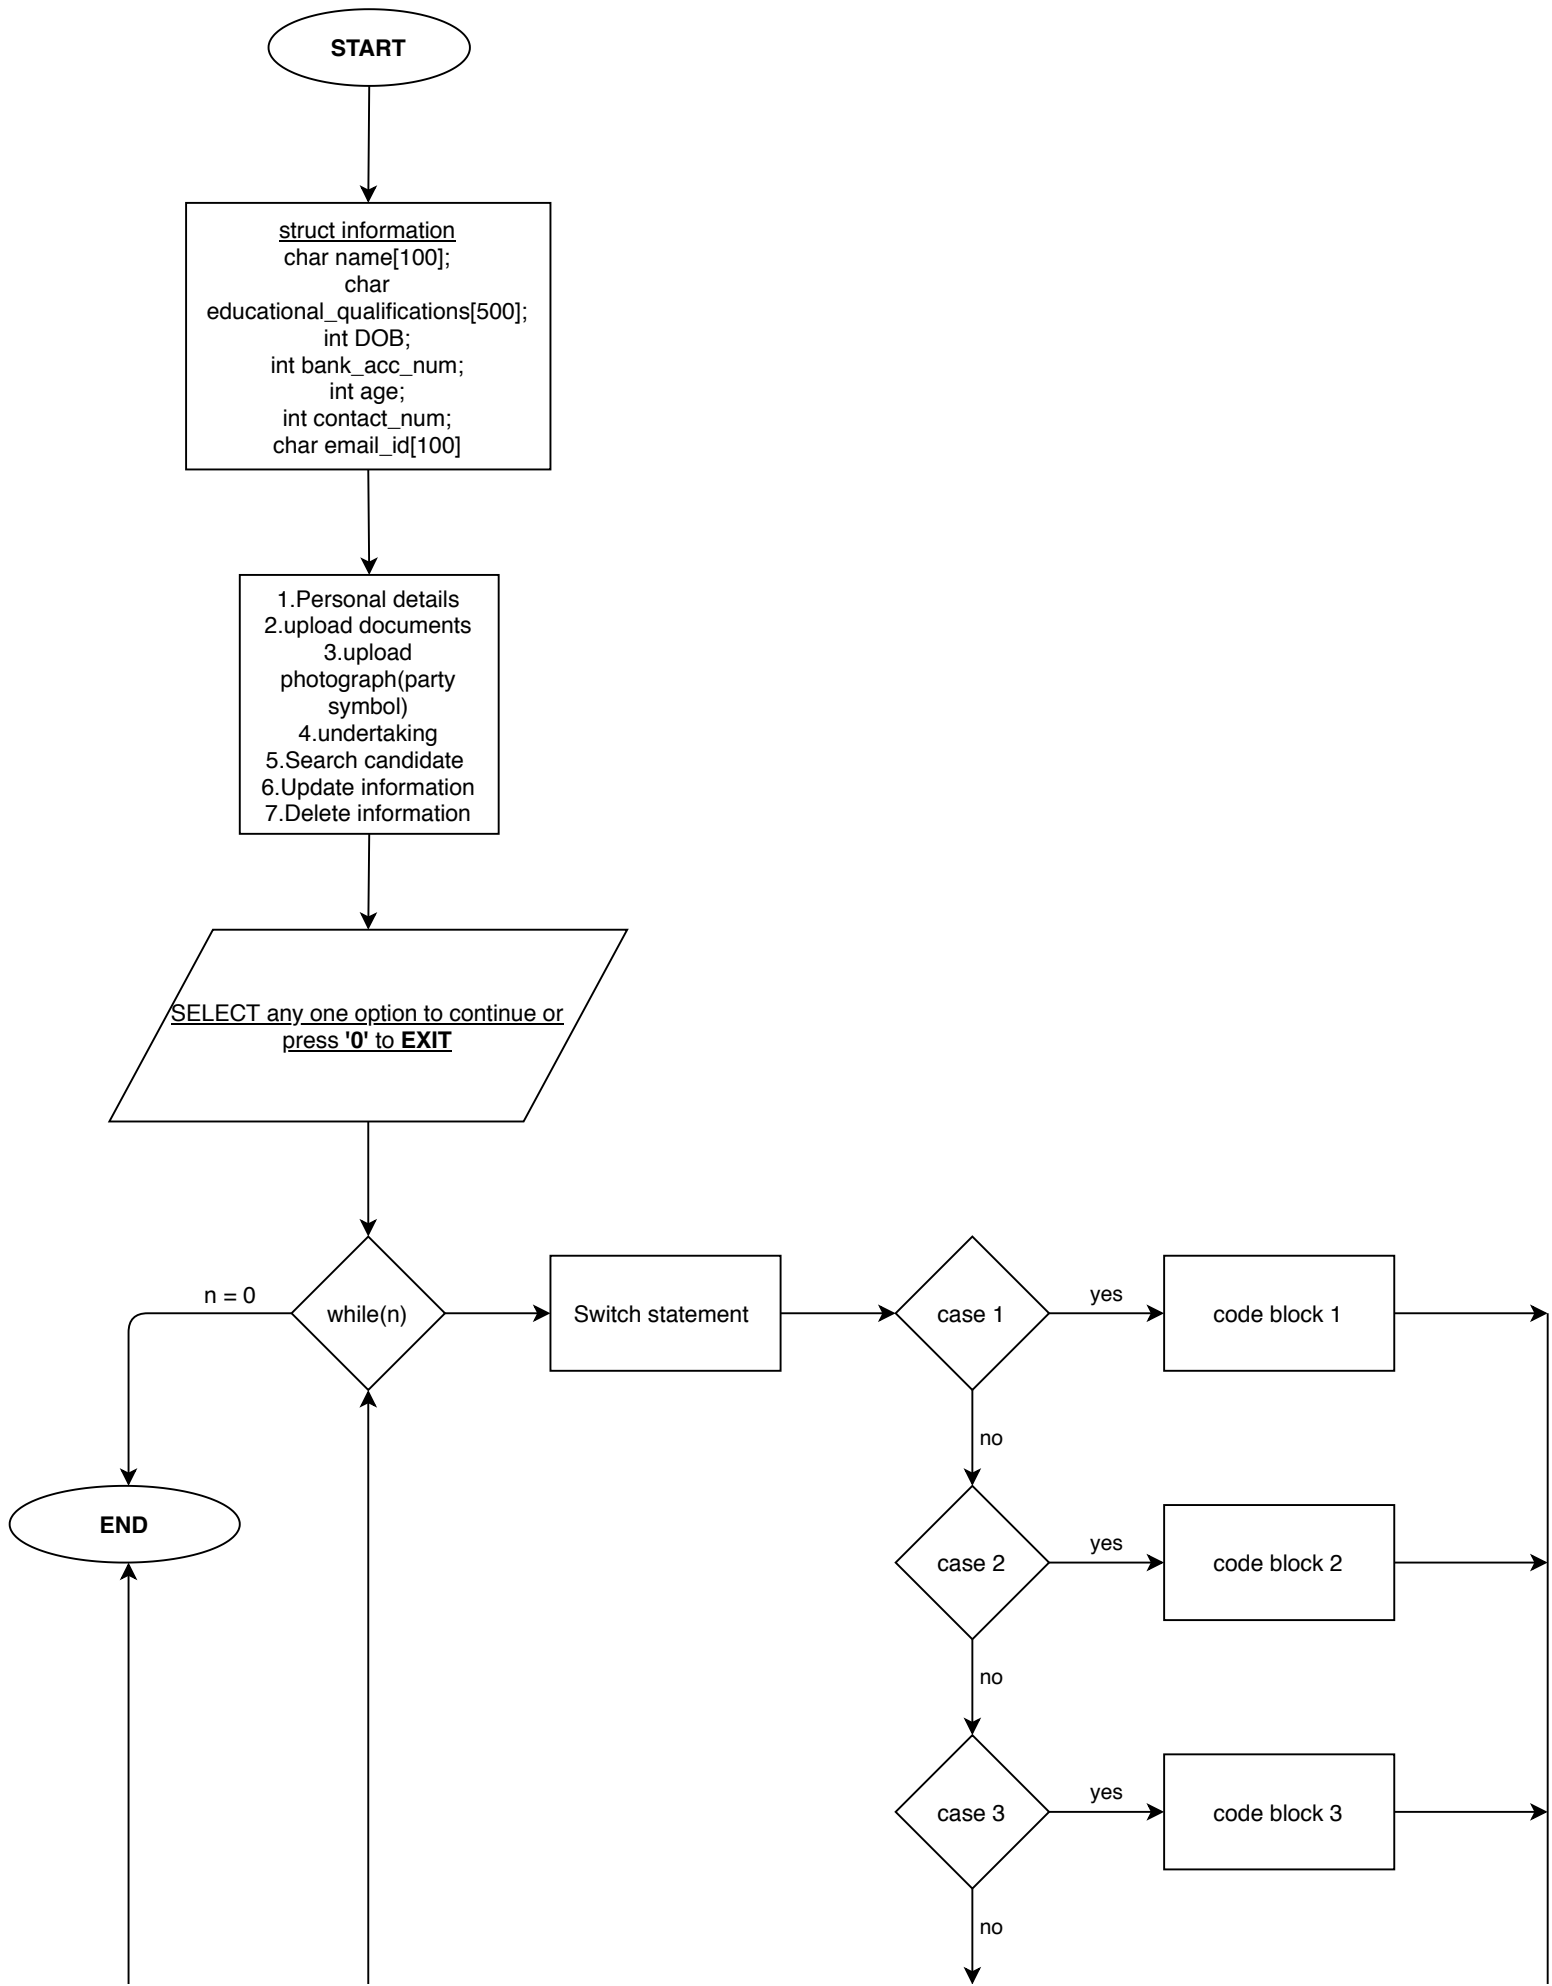 START
struct information
char name[100];
char
educational_qualifications[500];
int DOB;
int bank_acc_num;
int age;
int contact_num;
char email_id[100]
1.Personal details
2.upload documents
3.upload
photograph(party
symbol)
4.undertaking
5.Search candidate
6.Update information
7.Delete information
SELECT any one option to continue or
press '0' to EXIT
n = 0
while(n)
Switch statement
case 1
yes
code block 1
no
END
case 2
yes
code block 2
no
case 3
yes
code block 3
no